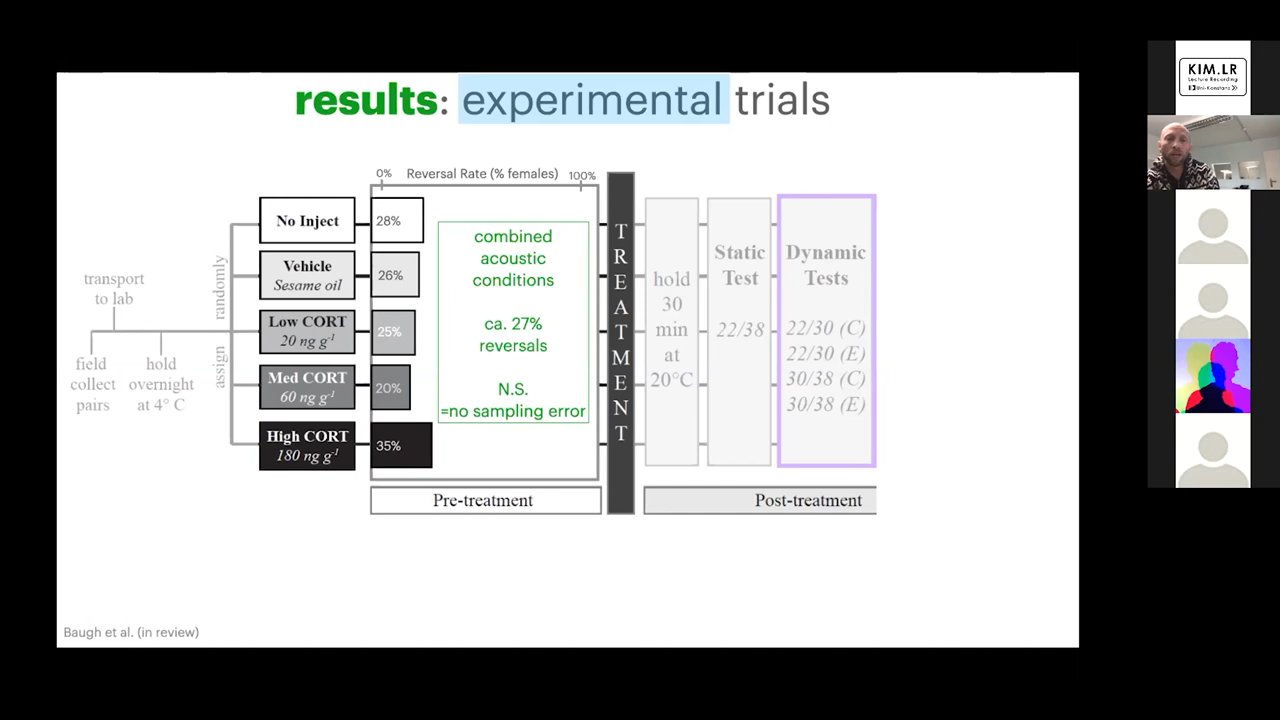 results: experimental trials
0% Reversal Rate (% females) 100%
transport
to lab
field
collect
pairs
hold
overnight
at 4° C
assign randomly
No Inject
Vehicle
Sesame oil
Low CORT
20 ng g-1
Med CORT
60 ng g-1
High CORT
180 ng g-1
28%
26%
25%
20%
35%
combined
acoustic
conditions
ca. 27%
reversals
N.S.
=no sampling error
Pre-treatment
TREATMENT
hold
30
min
at
20°C
Static
Test
22/38
Dynamic
Tests
22/30 (C)
22/30 (E)
30/38 (C)
30/38 (E)
Post-treatment
Baugh et al. (in review)
KIM.LR
Lecture Recording
Uni-Konstanz